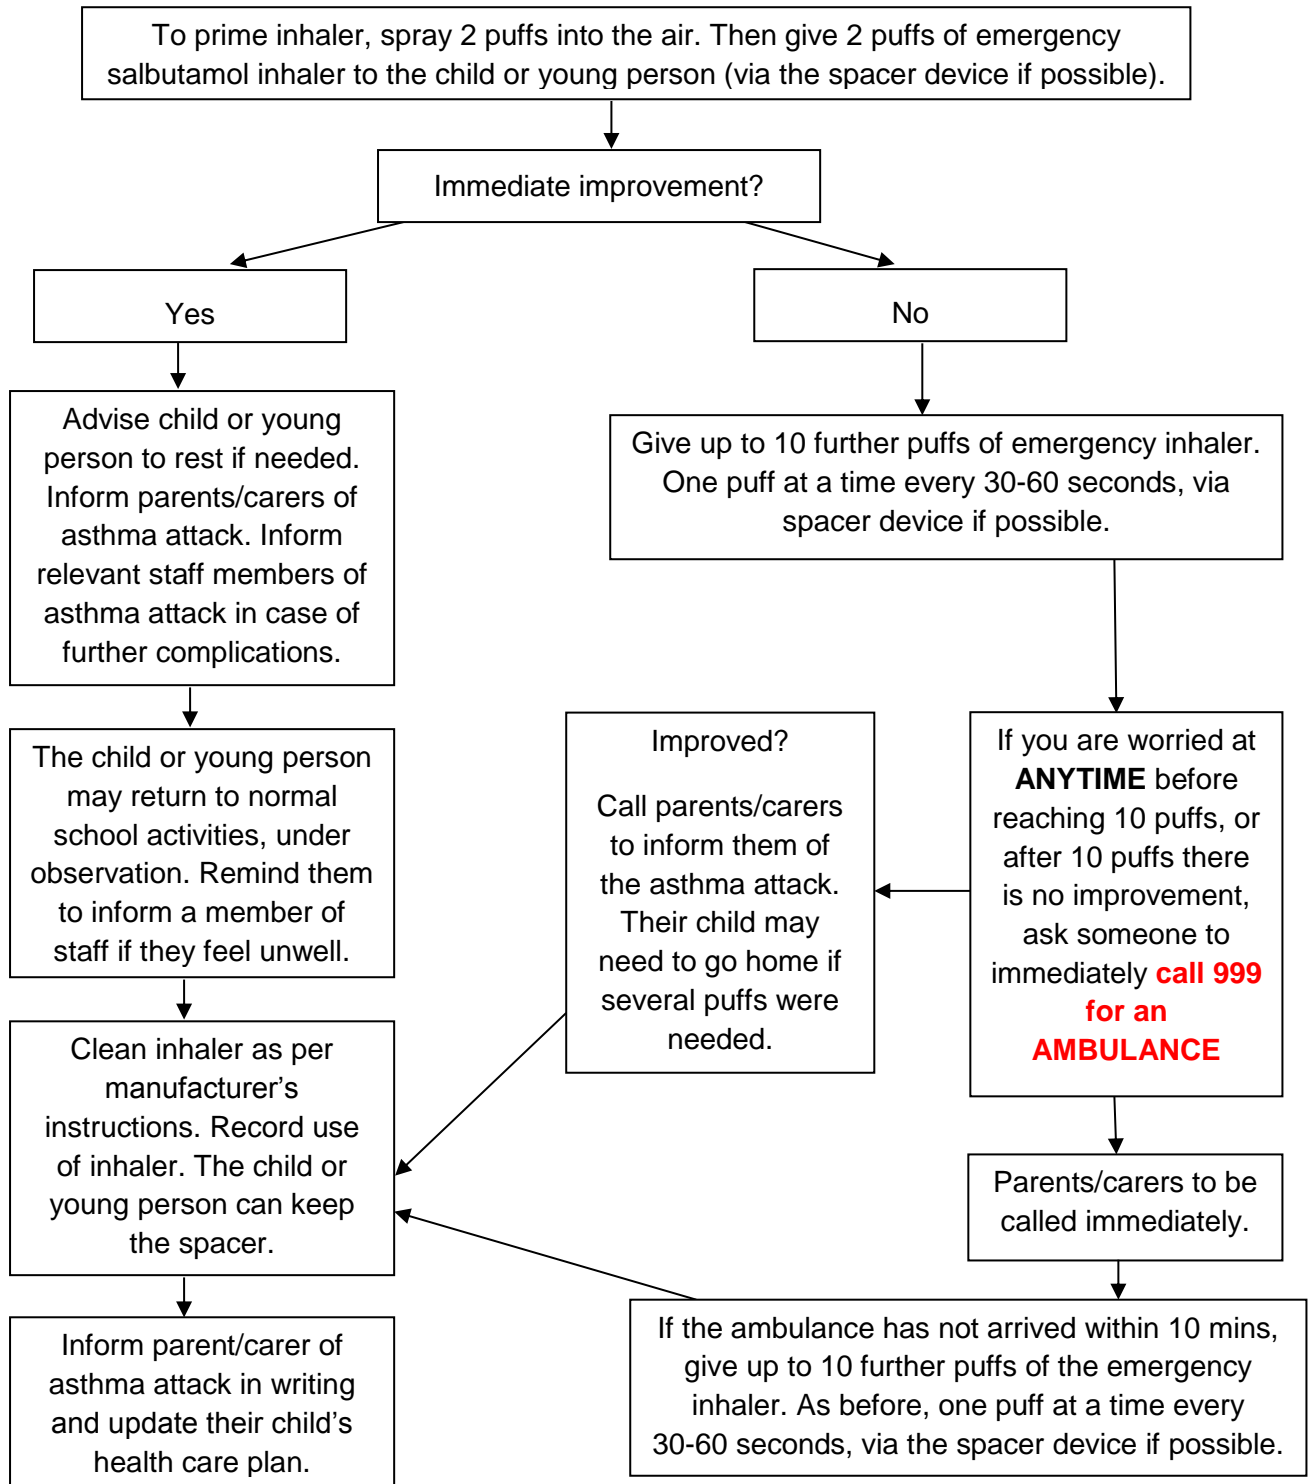 To prime inhaler, spray 2 puffs into the air. Then give 2 puffs of emergency
salbutamol inhaler to the child or young person (via the spacer device if possible).
Immediate improvement?
Yes
No
Advise child or young
person to rest if needed.
Inform parents/carers of
asthma attack. Inform
relevant staff members of
asthma attack in case of
further complications.
Give up to 10 further puffs of emergency inhaler.
One puff at a time every 30-60 seconds, via
spacer device if possible.
The child or young person
may return to normal
school activities, under
observation. Remind them
to inform a member of
staff if they feel unwell.
Improved?
Call parents/carers
to inform them of
the asthma attack.
Their child may
need to go home if
several puffs were
needed.
If you are worried at
ANYTIME before
reaching 10 puffs, or
after 10 puffs there
is no improvement,
ask someone to
immediately call 999
for an
AMBULANCE
Clean inhaler as per
manufacturer’s
instructions. Record use
of inhaler. The child or
young person can keep
the spacer.
Parents/carers to be
called immediately.
Inform parent/carer of
asthma attack in writing
and update their child’s
health care plan.
If the ambulance has not arrived within 10 mins,
give up to 10 further puffs of the emergency
inhaler. As before, one puff at a time every
30-60 seconds, via the spacer device if possible.